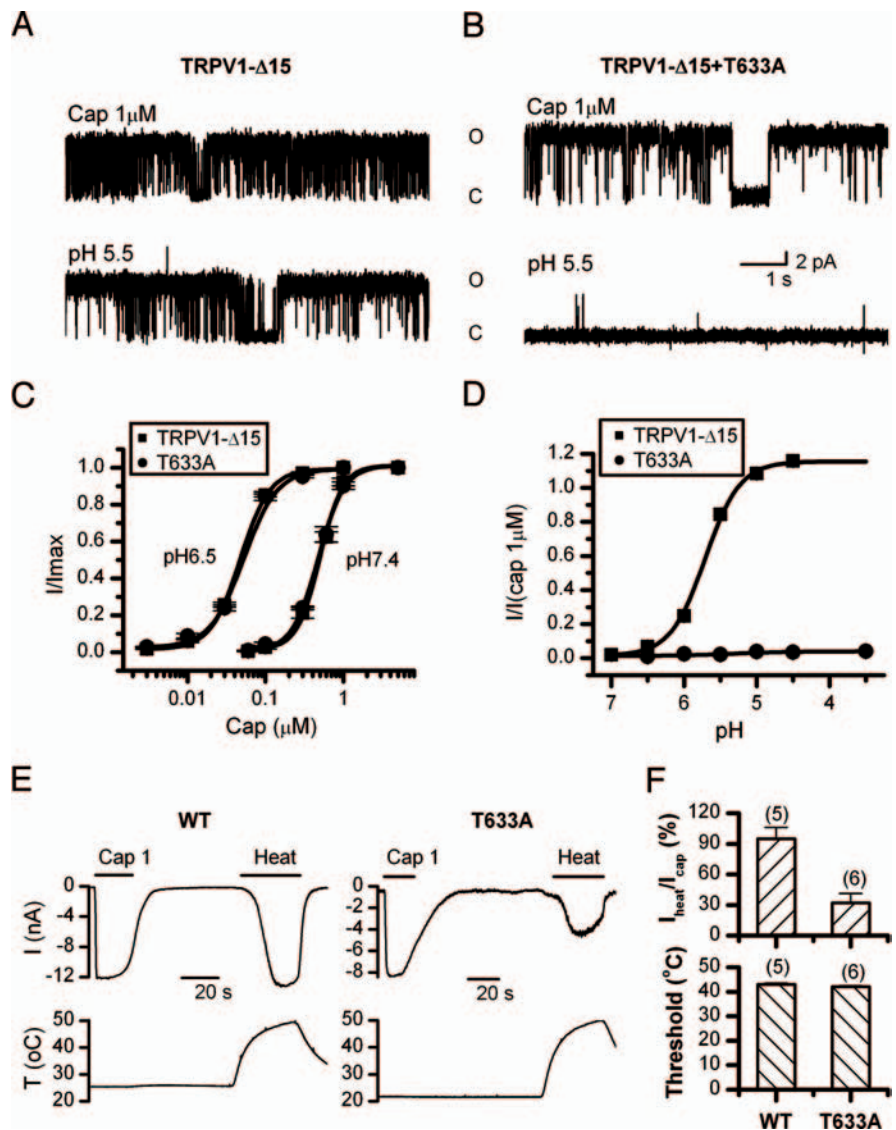 A
TRPV1-Δ15
Cap 1μM
pH 5.5
O
C
O
C
B
TRPV1-Δ15+T633A
Cap 1μM
pH 5.5
2 pA
1 s
C
TRPV1-Δ15
T633A
I/Imax
1.0
0.8
0.6
0.4
0.2
0.0
pH6.5
pH7.4
0.01
0.1
1
Cap (μM)
D
TRPV1-Δ15
T633A
I/I(cap 1μM)
1.2
1.0
0.8
0.6
0.4
0.2
0.0
7
6
5
4
pH
E
WT
Cap 1
Heat
I (nA)
0
-4
-8
-12
20 s
T (oC)
50
40
30
20
T633A
Cap 1
Heat
0
-2
-4
-6
-8
20 s
50
40
30
20
F
Iheat/Icap (%)
120
90
60
30
0
(5)
(6)
Threshold (°C)
50
40
30
20
10
0
(5)
(6)
WT
T633A